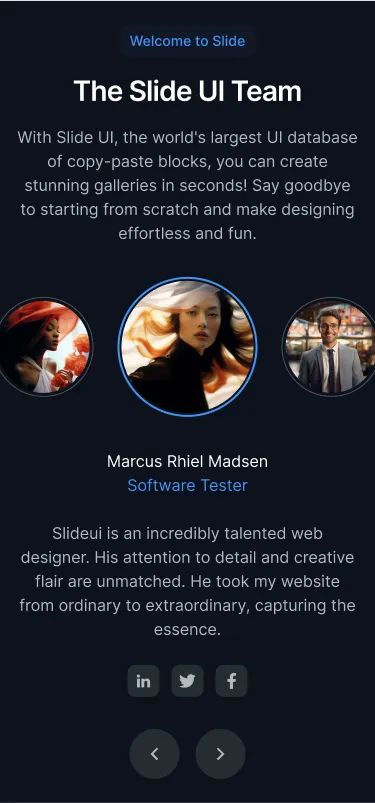 Welcome to Slide
The Slide UI Team
With Slide UI, the world's largest UI database
of copy-paste blocks, you can create
stunning galleries in seconds! Say goodbye
to starting from scratch and make designing
effortless and fun.
Marcus Rhiel Madsen
Software Tester
Slideui is an incredibly talented web
designer. His attention to detail and creative
flair are unmatched. He took my website
from ordinary to extraordinary, capturing the
essence.